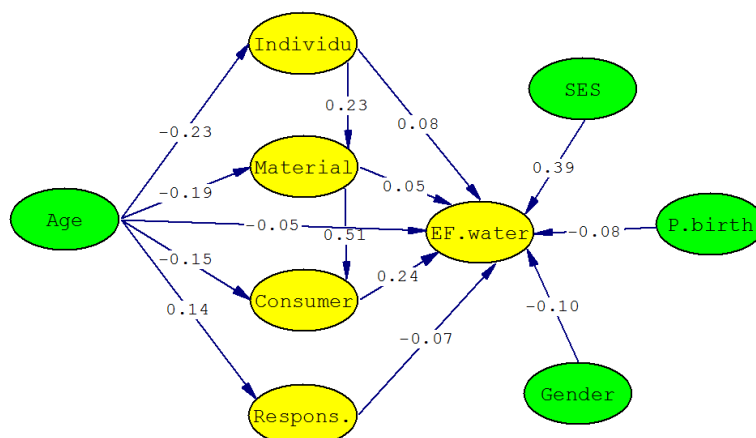 Individu
SES
0.23
0.08
-0.23
Material
0.39
-0.19
0.05
Age
-0.05
EF.water
-0.08
P.birth
0.51
-0.15
0.24
Consumer
0.14
-0.10
-0.07
Gender
Respons.